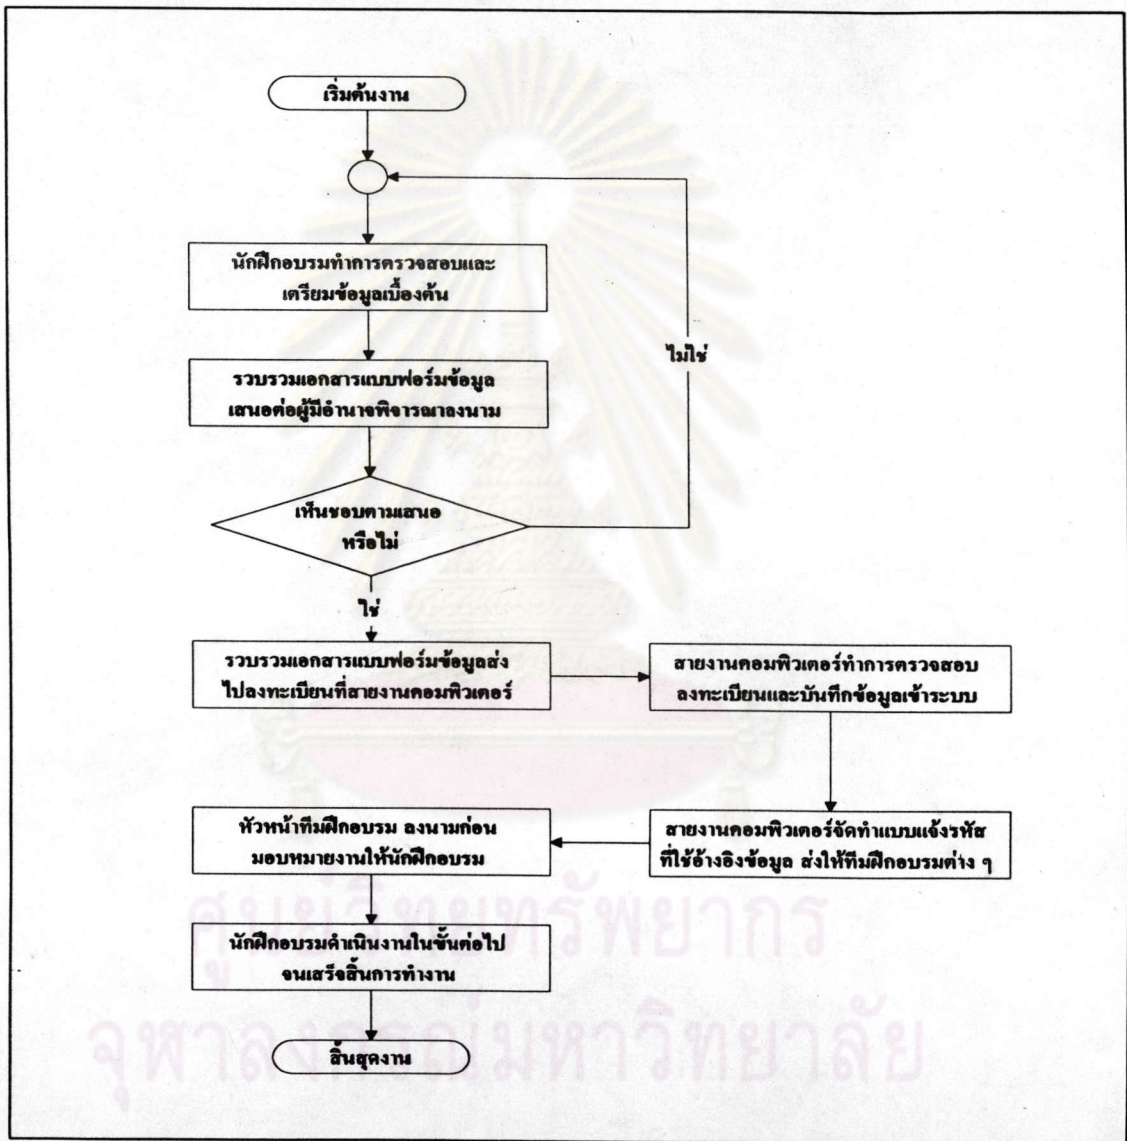 เริ่มต้นงาน
นักฝึกอบรมทำการตรวจสอบและ
เตรียมข้อมูลเบื้องต้น
ไม่ใช่
รวบรวมเอกสารแบบฟอร์มข้อมูล
เสนอต่อผู้มีอำนาจพิจารณาลงนาม
เห็นชอบตามเสนอ
หรือไม่
ใช่
รวบรวมเอกสารแบบฟอร์มข้อมูลส่ง
ไปลงทะเบียนที่สายงานคอมพิวเตอร์
สายงานคอมพิวเตอร์ทำการตรวจสอบ
ลงทะเบียนและบันทึกข้อมูลเข้าระบบ
สายงานคอมพิวเตอร์จัดทำแบบแจ้งรหัส
ที่ใช้อ้างอิงข้อมูล ส่งให้ทีมฝึกอบรมต่าง ๆ
หัวหน้าทีมฝึกอบรม ลงนามก่อน
มอบหมายงานให้นักฝึกอบรม
นักฝึกอบรมดำเนินงานในขั้นต่อไป
จนเสร็จสิ้นการทำงาน
สิ้นสุดงาน
ศูนย์วิทยทรัพยากร
จุฬาลงกรณ์มหาวิทยาลัย